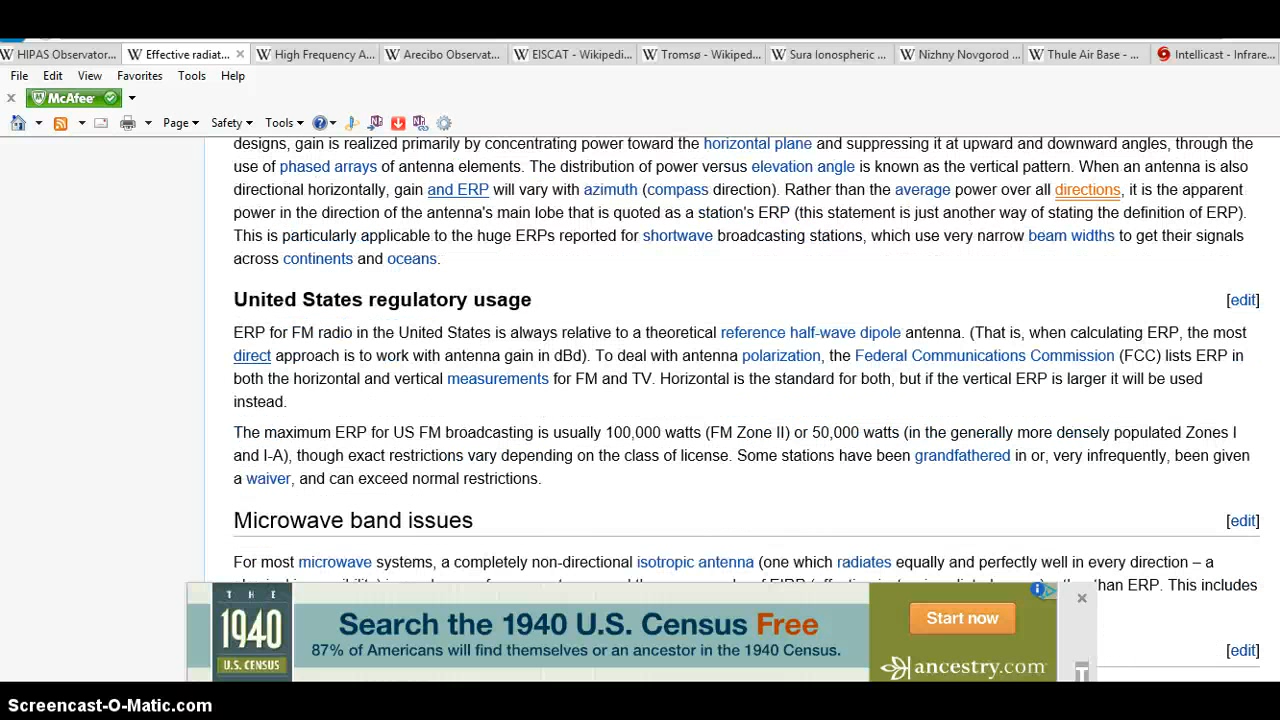 HIPAS Observator... Effective radiat... High Frequency A... Arecibo Observat... EISCAT - Wikipedi... Tromsø - Wikiped... Sura Ionospheric ... Nizhny Novgorod ... Thule Air Base - ... Intellicast - Infrare...
File Edit View Favorites Tools Help
McAfee
Page Safety Tools
designs, gain is realized primarily by concentrating power toward the horizontal plane and suppressing it at upward and downward angles, through the
use of phased arrays of antenna elements. The distribution of power versus elevation angle is known as the vertical pattern. When an antenna is also
directional horizontally, gain and ERP will vary with azimuth (compass direction). Rather than the average power over all directions, it is the apparent
power in the direction of the antenna's main lobe that is quoted as a station's ERP (this statement is just another way of stating the definition of ERP).
This is particularly applicable to the huge ERPs reported for shortwave broadcasting stations, which use very narrow beam widths to get their signals
across continents and oceans.
United States regulatory usage [edit]
ERP for FM radio in the United States is always relative to a theoretical reference half-wave dipole antenna. (That is, when calculating ERP, the most
direct approach is to work with antenna gain in dBd). To deal with antenna polarization, the Federal Communications Commission (FCC) lists ERP in
both the horizontal and vertical measurements for FM and TV. Horizontal is the standard for both, but if the vertical ERP is larger it will be used
instead.
The maximum ERP for US FM broadcasting is usually 100,000 watts (FM Zone II) or 50,000 watts (in the generally more densely populated Zones I
and I-A), though exact restrictions vary depending on the class of license. Some stations have been grandfathered in or, very infrequently, been given
a waiver, and can exceed normal restrictions.
Microwave band issues [edit]
For most microwave systems, a completely non-directional isotropic antenna (one which radiates equally and perfectly well in every direction – a
than ERP. This includes
THE
1940
U.S. CENSUS
Search the 1940 U.S. Census Free
87% of Americans will find themselves or an ancestor in the 1940 Census.
Start now
ancestry.com
[edit]
Screencast-O-Matic.com